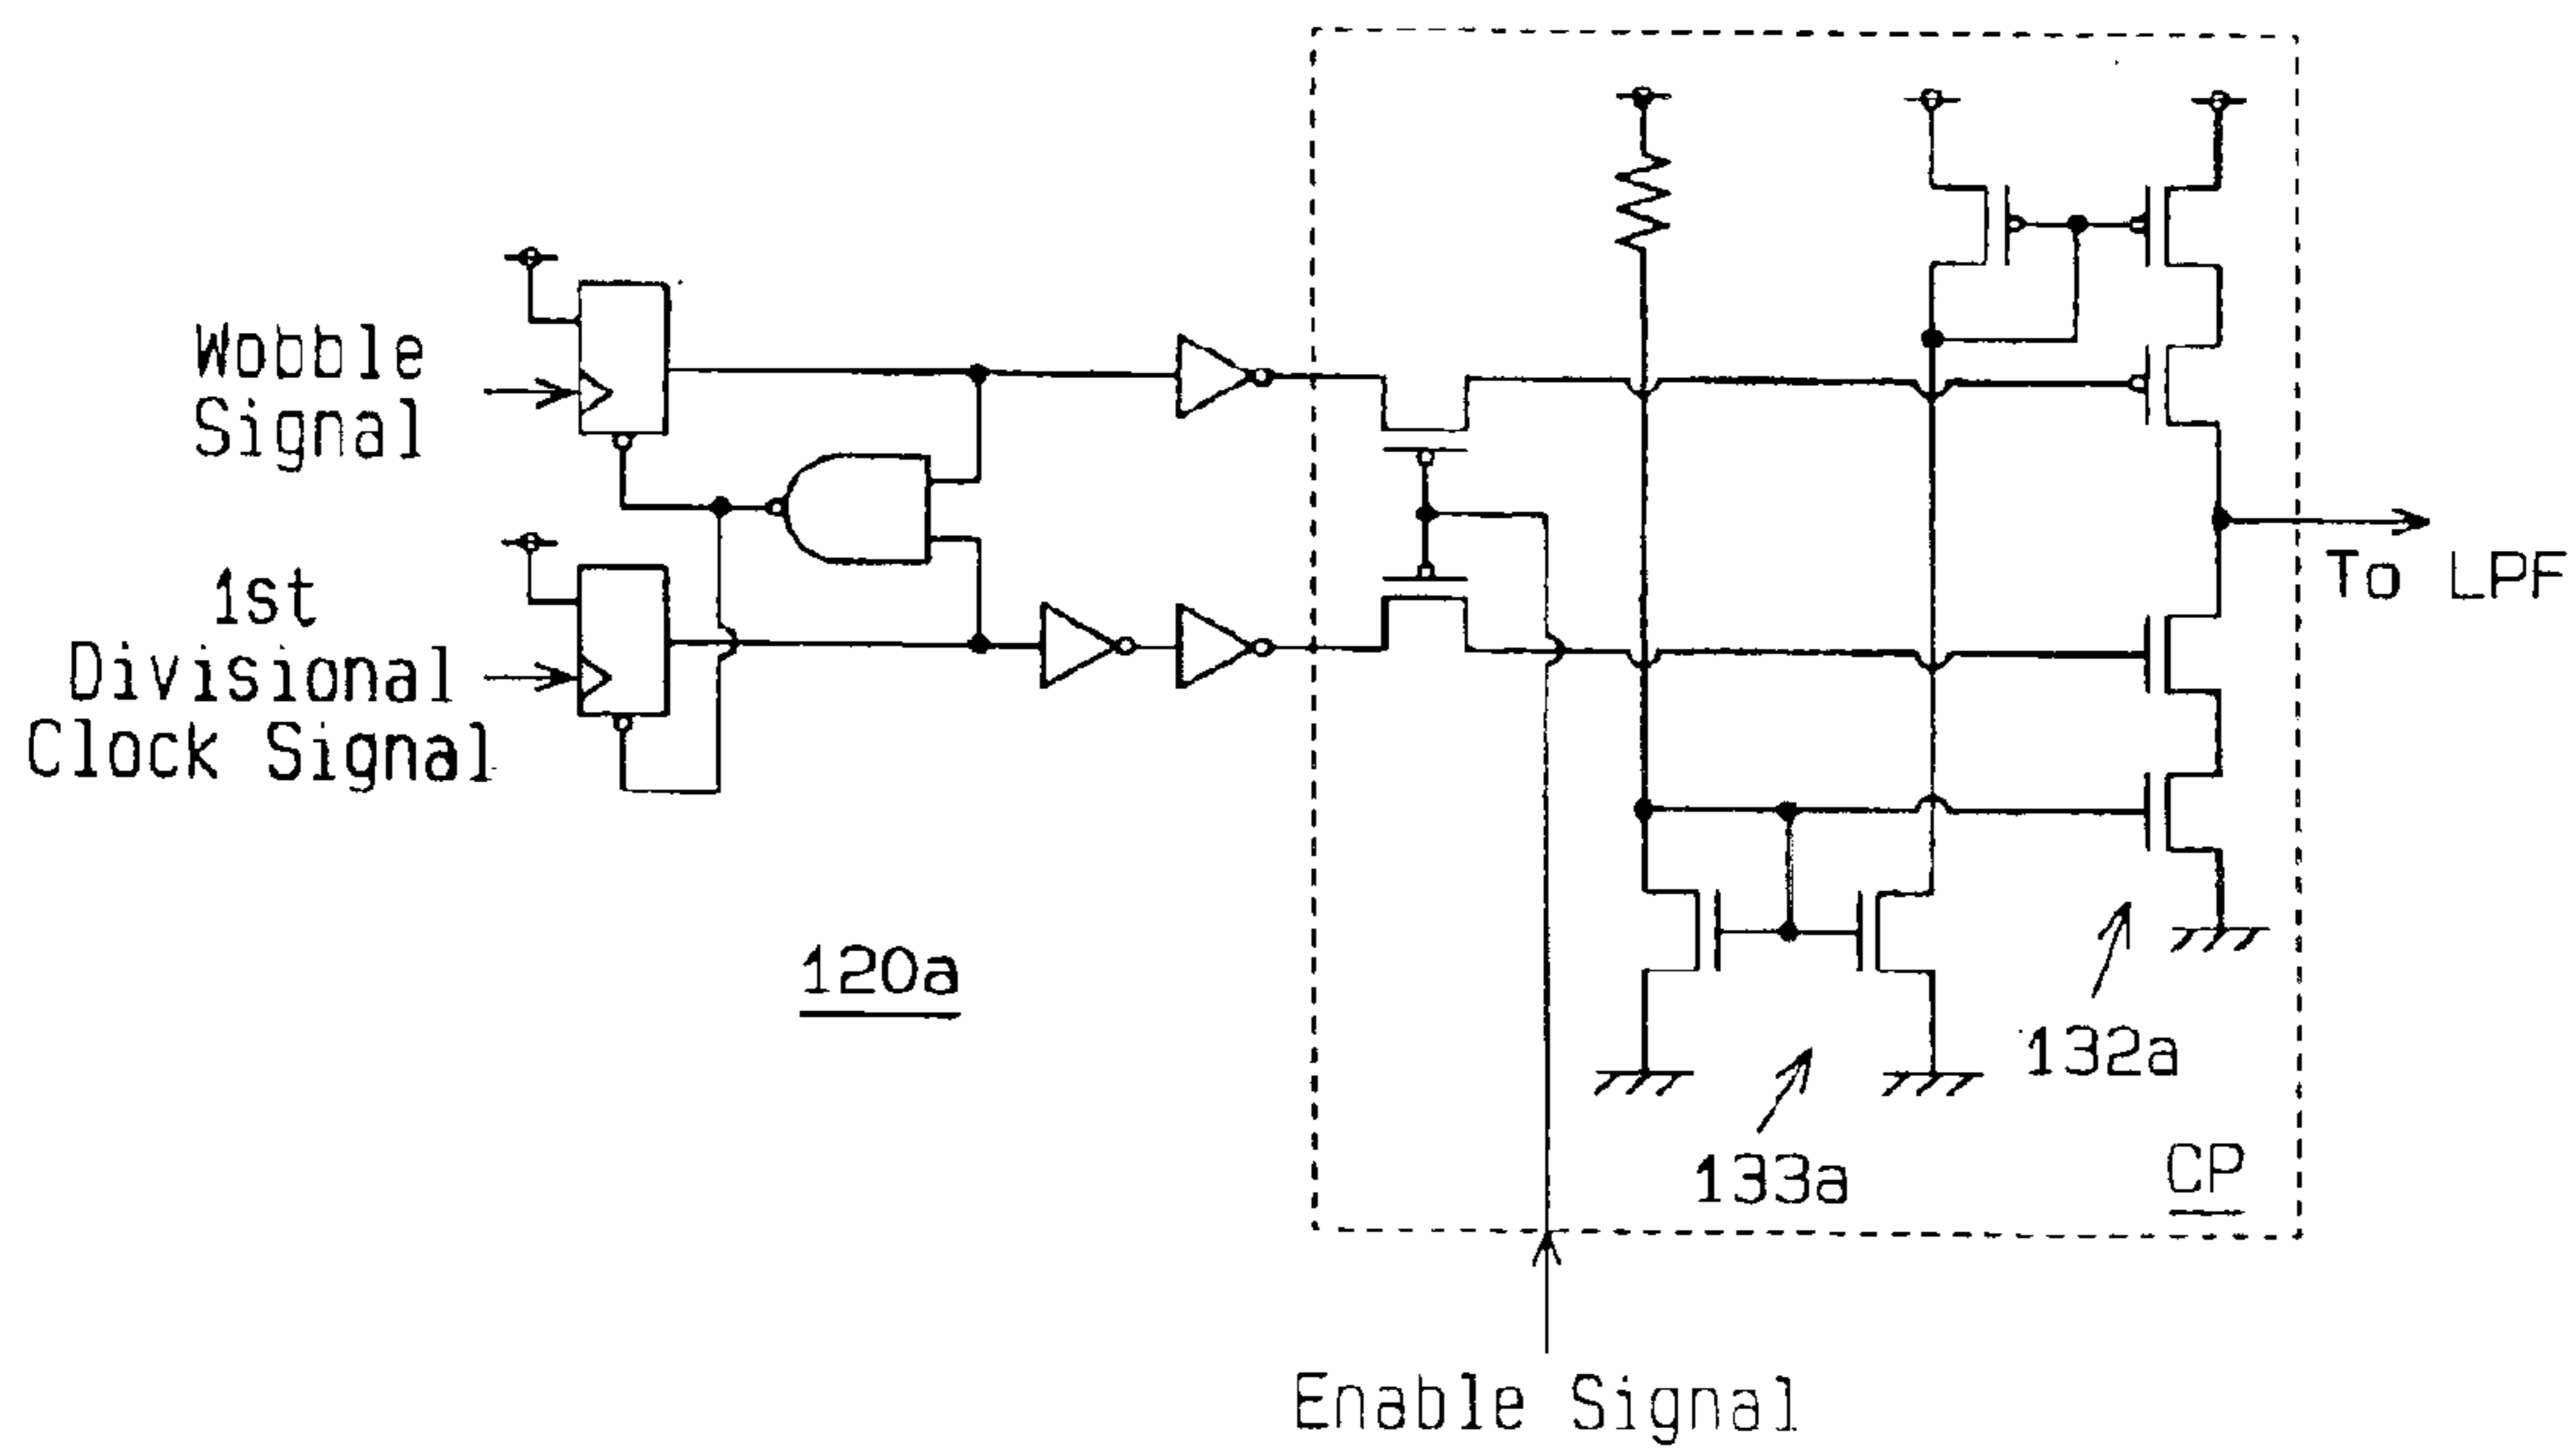 Wobble
Signal
1st
Divisional
Clock Signal
120a
To LPF
132a
133a
CP
Enable Signal